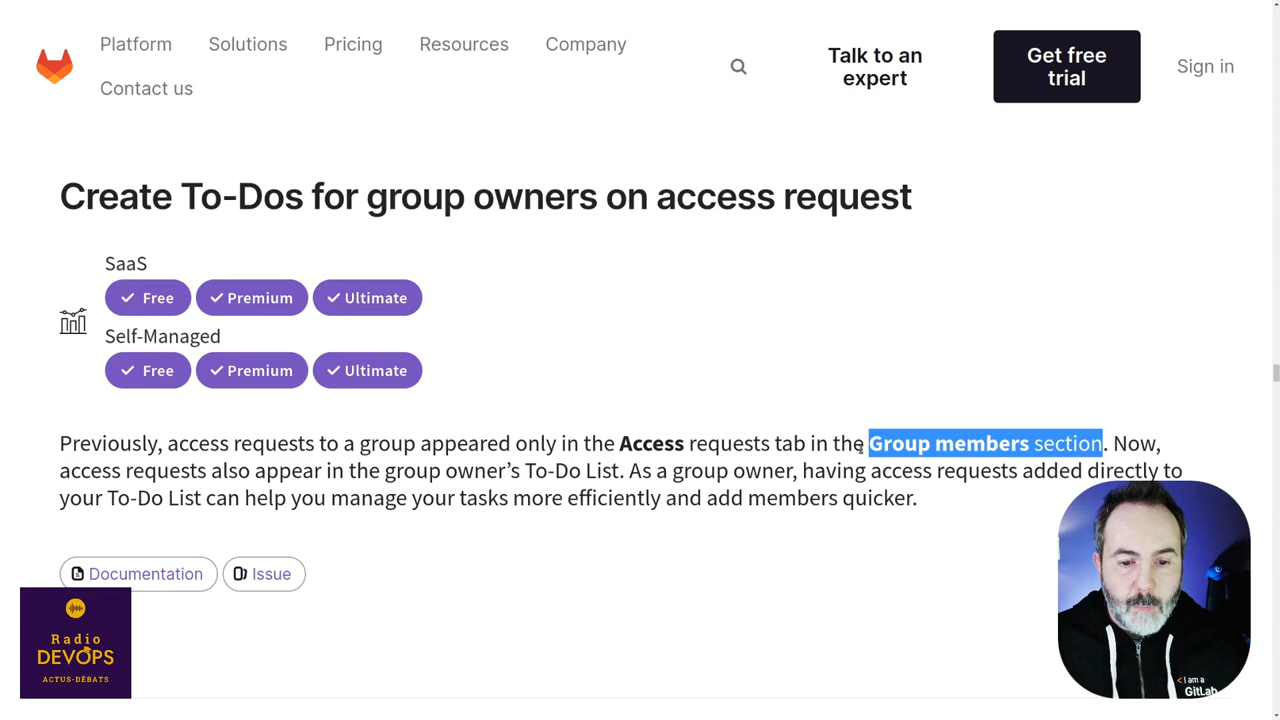 Platform
Solutions
Pricing
Resources
Company
Contact us
Talk to an
expert
Get free
trial
Sign in
Create To-Dos for group owners on access request
SaaS
Free
Premium
Ultimate
Self-Managed
Free
Premium
Ultimate
Previously, access requests to a group appeared only in the Access requests tab in the Group members section. Now,
access requests also appear in the group owner’s To-Do List. As a group owner, having access requests added directly to
your To-Do List can help you manage your tasks more efficiently and add members quicker.
Documentation
Issue
Radio
DEVOPS
ACTUS-DÉBATS
I am a
GitLab